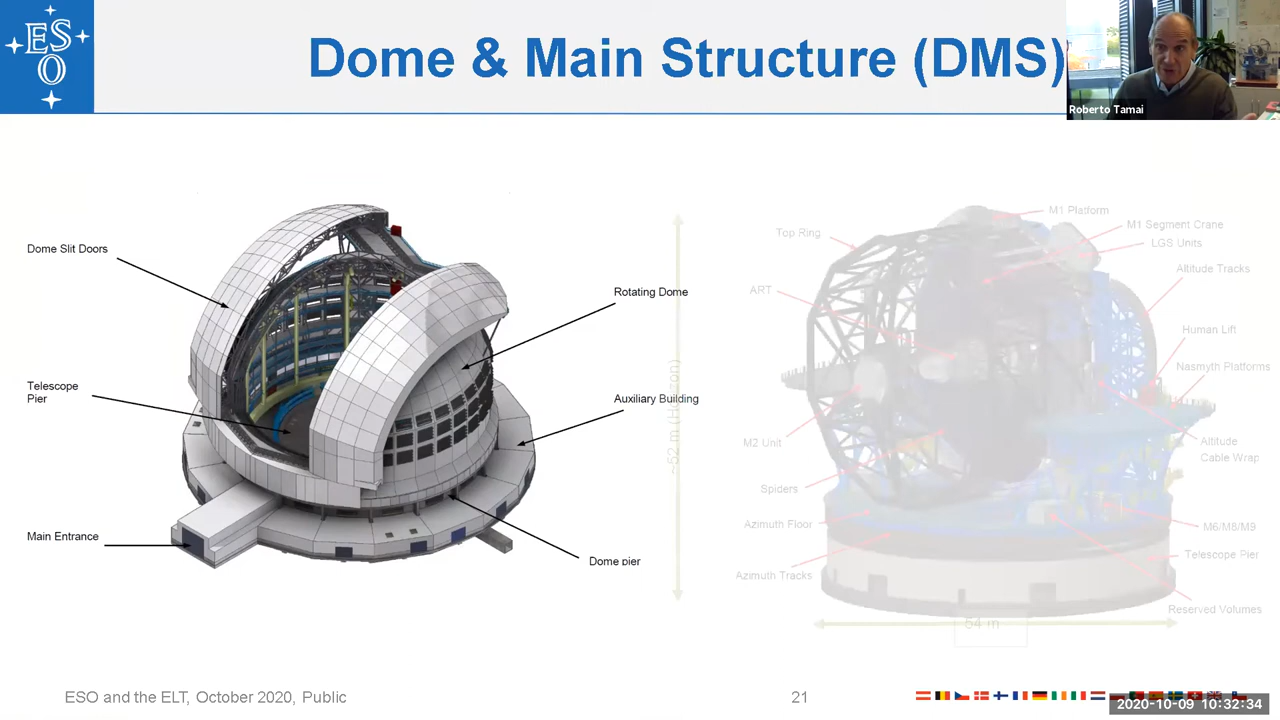 ESO
Dome & Main Structure (DMS)
Roberto Tamai
Dome Slit Doors
Rotating Dome
Telescope
Pier
Auxiliary Building
Main Entrance
Dome pier
~52 m (Horizon)
54 m
M1 Platform
M1 Segment Crane
LGS Units
Top Ring
Altitude Tracks
ART
Human Lift
Nasmyth Platforms
M2 Unit
Altitude
Cable Wrap
Spiders
Azimuth Floor
M6/M8/M9
Telescope Pier
Azimuth Tracks
Reserved Volumes
ESO and the ELT, October 2020, Public
21
2020-10-09 10:32:34